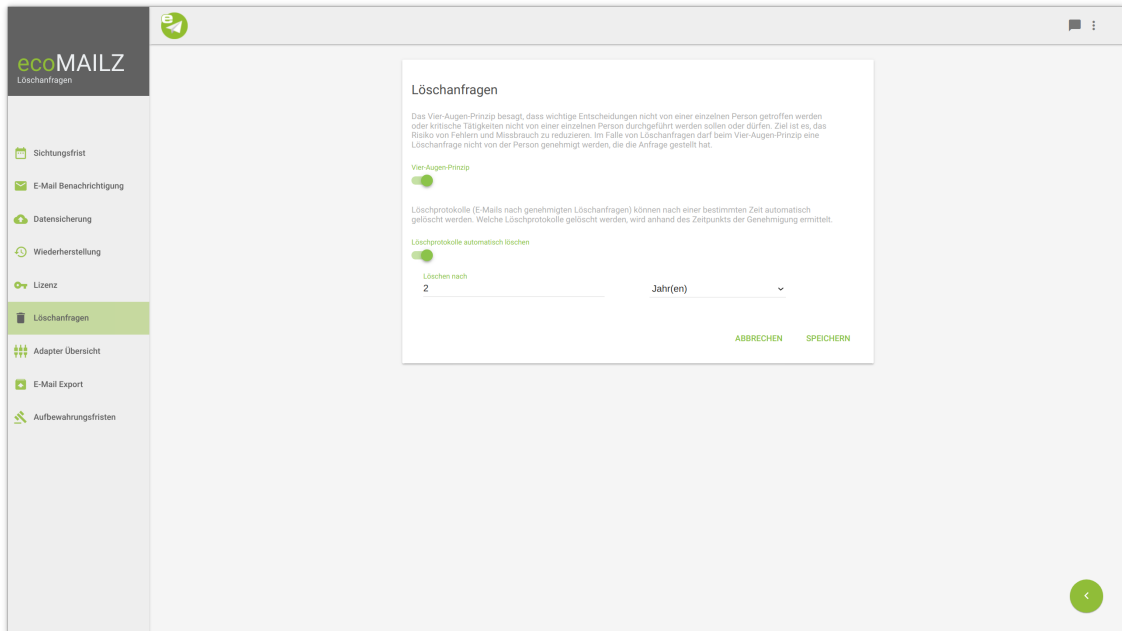 ecoMAILZ
Löschanfragen
Sichtungsfrist
E-Mail Benachrichtigung
Datensicherung
Wiederherstellung
Lizenz
Löschanfragen
Adapter Übersicht
E-Mail Export
Aufbewahrungsfristen
e
Löschanfragen
Das Vier-Augen-Prinzip besagt, dass wichtige Entscheidungen nicht von einer einzelnen Person getroffen werden
oder kritische Tätigkeiten nicht von einer einzelnen Person durchgeführt werden sollen oder dürfen. Ziel ist es, das
Risiko von Fehlern und Missbrauch zu reduzieren. Im Falle von Löschanfragen darf beim Vier-Augen-Prinzip eine
Löschanfrage nicht von der Person genehmigt werden, die die Anfrage gestellt hat.
Vier-Augen-Prinzip
Löschprotokolle (E-Mails nach genehmigten Löschanfragen) können nach einer bestimmten Zeit automatisch
gelöscht werden. Welche Löschprotokolle gelöscht werden, wird anhand des Zeitpunkts der Genehmigung ermittelt.
Löschprotokolle automatisch löschen
Löschen nach
2 Jahr(en)
ABBRECHEN SPEICHERN